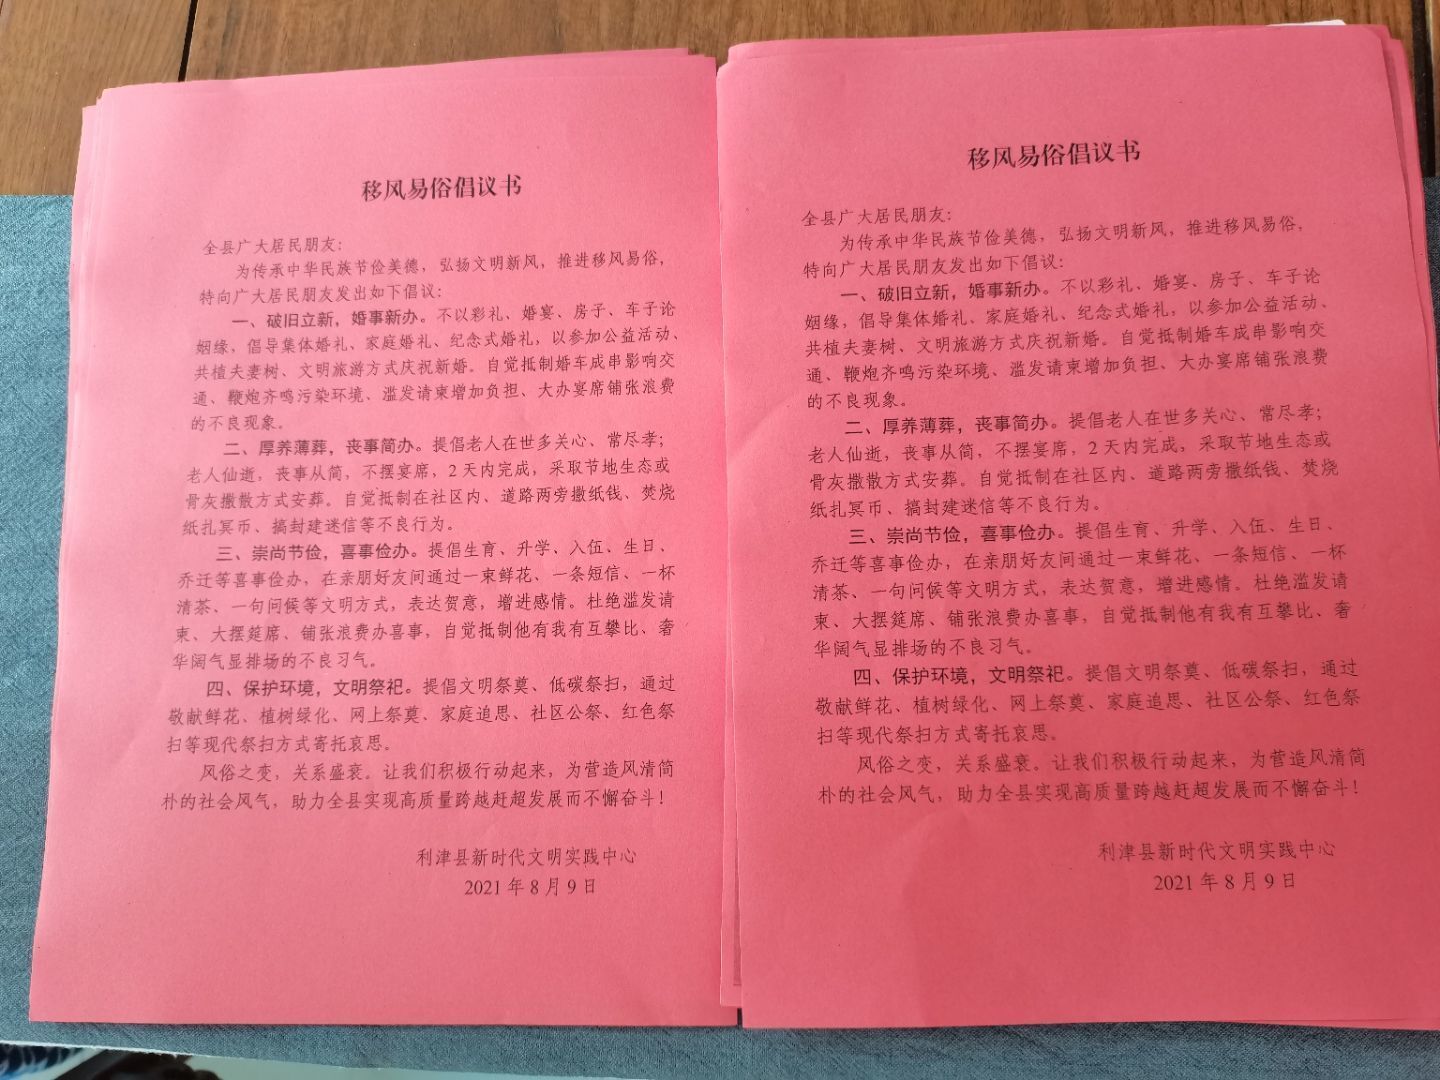 移风易俗倡议书
全县广大居民朋友：
为传承中华民族节俭美德，弘扬文明新风，推进移风易俗，
特向广大居民朋友发出如下倡议：
一、破旧立新，婚事新办。不以彩礼、婚宴、房子、车子论
姻缘，倡导集体婚礼、家庭婚礼、纪念式婚礼，以参加公益活动、
共植夫妻树、文明旅游方式庆祝新婚。自觉抵制婚车成串影响交
通、鞭炮齐鸣污染环境、滥发请柬增加负担、大办宴席铺张浪费
的不良现象。
二、厚养薄葬，丧事简办。提倡老人在世多关心、常尽孝；
老人仙逝，丧事从简，不摆宴席，2天内完成，采取节地生态或
骨灰撒散方式安葬。自觉抵制在社区内、道路两旁撒纸钱、焚烧
纸扎冥币、搞封建迷信等不良行为。
三、崇尚节俭，喜事俭办。提倡生育、升学、入伍、生日、
乔迁等喜事俭办，在亲朋好友间通过一束鲜花、一条短信、一杯
清茶、一句问候等文明方式，表达贺意，增进感情。杜绝滥发请
柬、大摆筵席、铺张浪费办喜事，自觉抵制他有我有互攀比、奢
华阔气显排场的不良习气。
四、保护环境，文明祭祀。提倡文明祭奠、低碳祭扫，通过
敬献鲜花、植树绿化、网上祭奠、家庭追思、社区公祭、红色祭
扫等现代祭扫方式寄托哀思。
风俗之变，关系盛衰。让我们积极行动起来，为营造风清简
朴的社会风气，助力全县实现高质量跨越赶超发展而不懈奋斗！
利津县新时代文明实践中心
2021年8月9日
移风易俗倡议书
全县广大居民朋友：
为传承中华民族节俭美德，弘扬文明新风，推进移风易俗，
特向广大居民朋友发出如下倡议：
一、破旧立新，婚事新办。不以彩礼、婚宴、房子、车子论
姻缘，倡导集体婚礼、家庭婚礼、纪念式婚礼，以参加公益活动、
共植夫妻树、文明旅游方式庆祝新婚。自觉抵制婚车成串影响交
通、鞭炮齐鸣污染环境、滥发请柬增加负担、大办宴席铺张浪费
的不良现象。
二、厚养薄葬，丧事简办。提倡老人在世多关心、常尽孝；
老人仙逝，丧事从简，不摆宴席，2天内完成，采取节地生态或
骨灰撒散方式安葬。自觉抵制在社区内、道路两旁撒纸钱、焚烧
纸扎冥币、搞封建迷信等不良行为。
三、崇尚节俭，喜事俭办。提倡生育、升学、入伍、生日、
乔迁等喜事俭办，在亲朋好友间通过一束鲜花、一条短信、一杯
清茶、一句问候等文明方式，表达贺意，增进感情。杜绝滥发请
柬、大摆筵席、铺张浪费办喜事，自觉抵制他有我有互攀比、奢
华阔气显排场的不良习气。
四、保护环境，文明祭祀。提倡文明祭奠、低碳祭扫，通过
敬献鲜花、植树绿化、网上祭奠、家庭追思、社区公祭、红色祭
扫等现代祭扫方式寄托哀思。
风俗之变，关系盛衰。让我们积极行动起来，为营造风清简
朴的社会风气，助力全县实现高质量跨越赶超发展而不懈奋斗！
利津县新时代文明实践中心
2021年8月9日